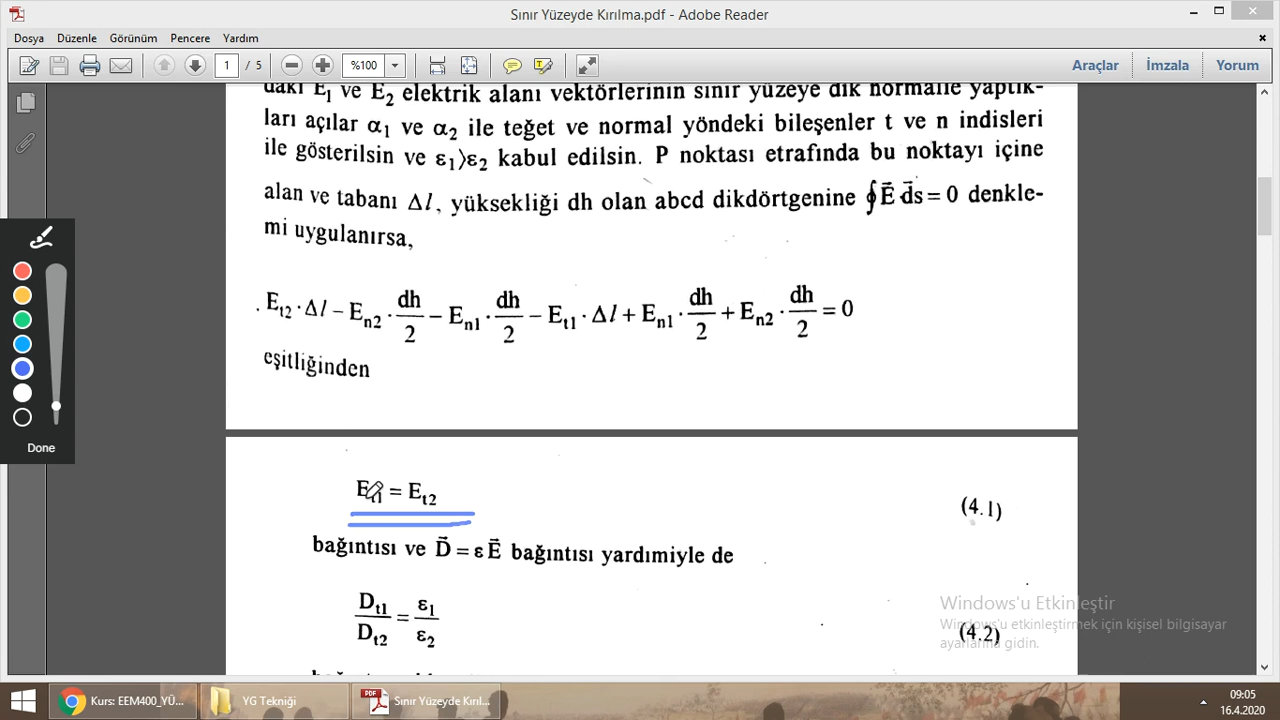 Sınır Yüzeyde Kırılma.pdf - Adobe Reader
Dosya Düzenle Görünüm Pencere Yardım
1 / 5 %100 Araçlar İmzala Yorum
daki E1 ve E2 elektrik alanı vektörlerinin sınır yüzeye dik normalle yaptık-
ları açılar α1 ve α2 ile teğet ve normal yöndeki bileşenler t ve n indisleri
ile gösterilsin ve ε1⟩ε2 kabul edilsin. P noktası etrafında bu noktayı içine
alan ve tabanı Δl, yüksekliği dh olan abcd dikdörtgenine ∮E⃗.d⃗s = 0 denkle-
mi uygulanırsa,
Et2 · Δl − En2 · dh/2 − En1 · dh/2 − Et1 · Δl + En1 · dh/2 + En2 · dh/2 = 0
eşitliğinden
Done
Et1 = Et2 (4.1)
bağıntısı ve D⃗ = εE⃗ bağıntısı yardımiyle de
Dt1/Dt2 = ε1/ε2 (4.2)
Windows'u Etkinleştir
Windows'u etkinleştirmek için kişisel bilgisayar
ayarlarına gidin.
Kurs: EEM400_YÜ... YG Tekniği Sınır Yüzeyde Kırıl... 09:05
16.4.2020